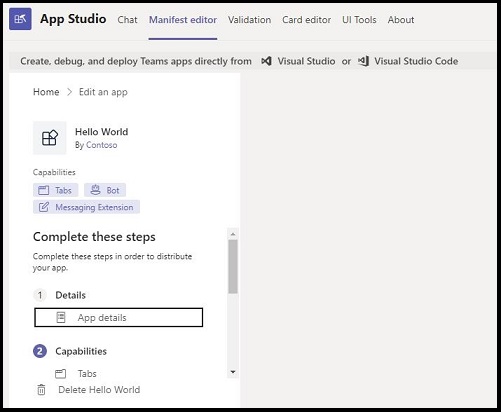 App Studio Chat Manifest editor Validation Card editor UI Tools About
Create, debug, and deploy Teams apps directly from Visual Studio or Visual Studio Code
Home > Edit an app
Hello World
By Contoso
Capabilities
Tabs Bot
Messaging Extension
Complete these steps
Complete these steps in order to distribute
your app.
1 Details
App details
2 Capabilities
Tabs
Delete Hello World